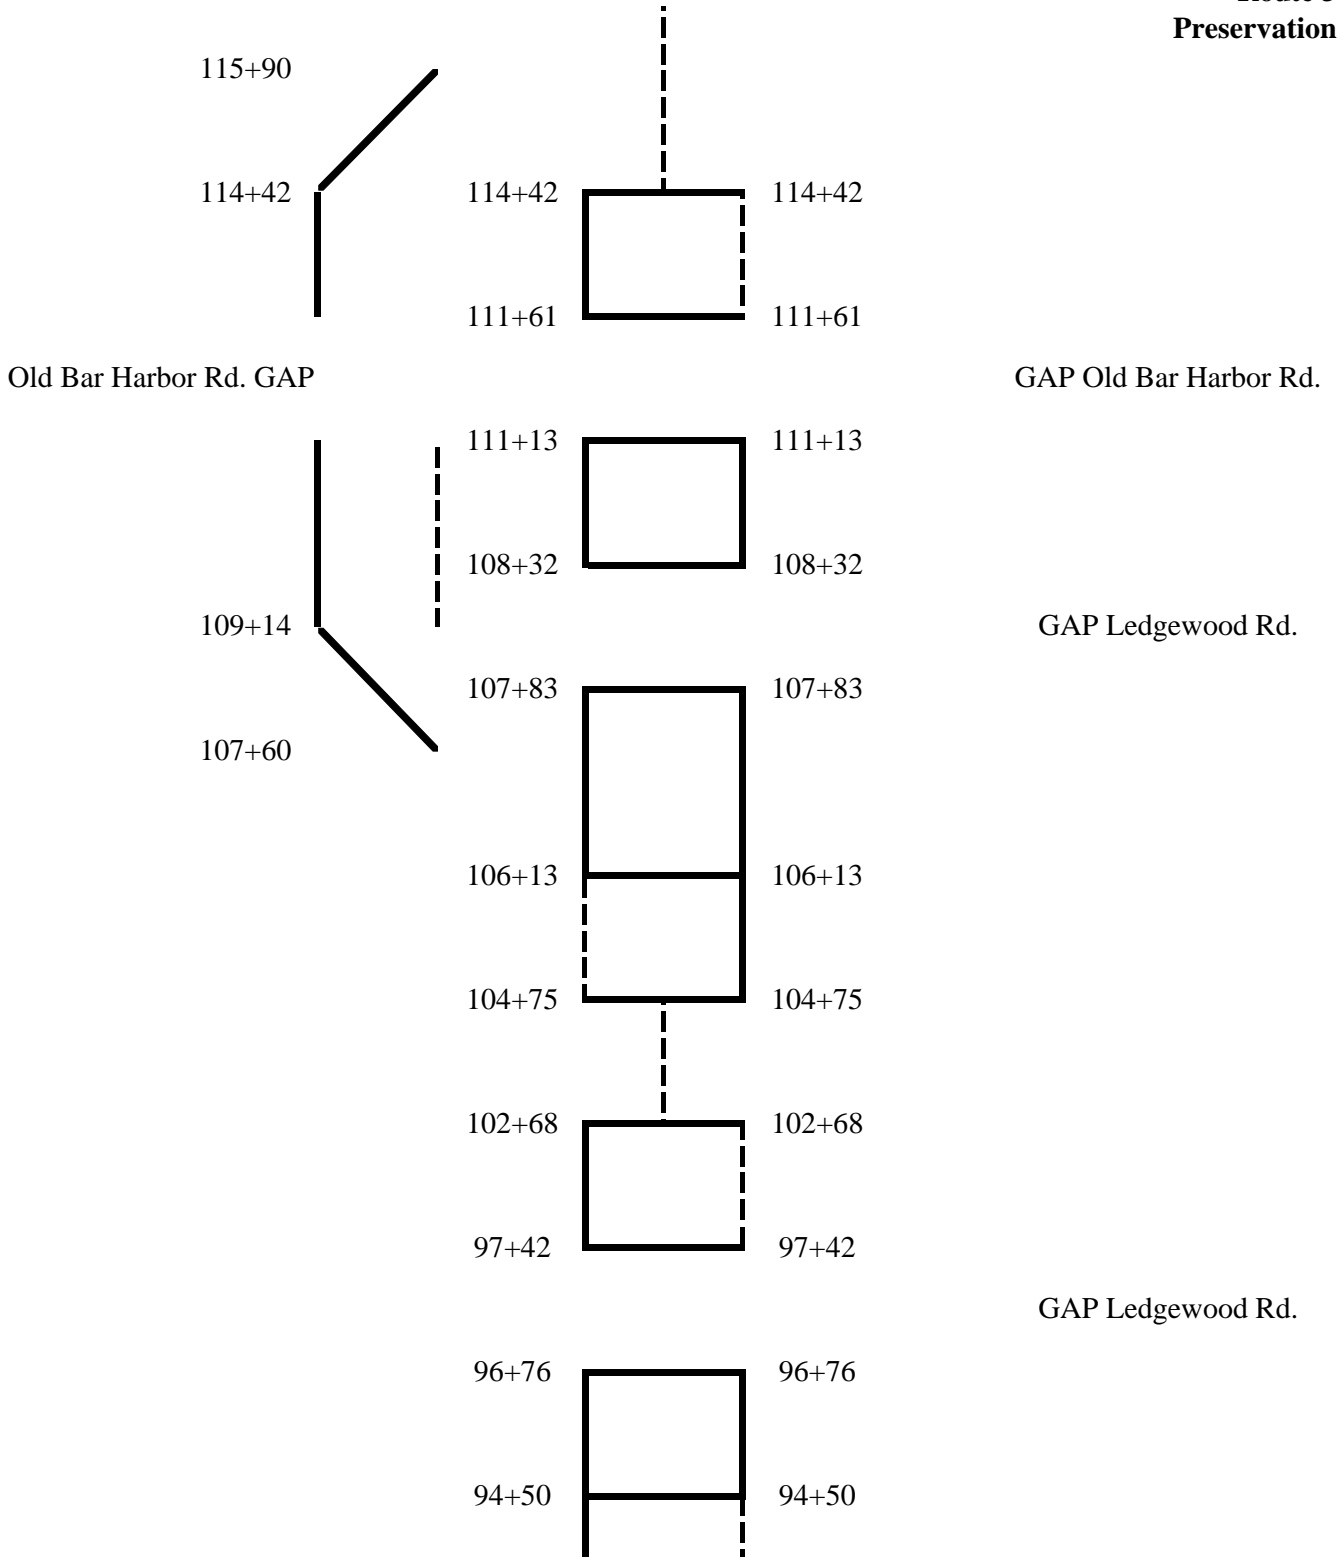 Preservation
115+90
114+42 114+42 114+42
111+61 111+61
Old Bar Harbor Rd. GAP GAP Old Bar Harbor Rd.
111+13 111+13
108+32 108+32
109+14 GAP Ledgewood Rd.
107+83 107+83
107+60
106+13 106+13
104+75 104+75
102+68 102+68
97+42 97+42
GAP Ledgewood Rd.
96+76 96+76
94+50 94+50